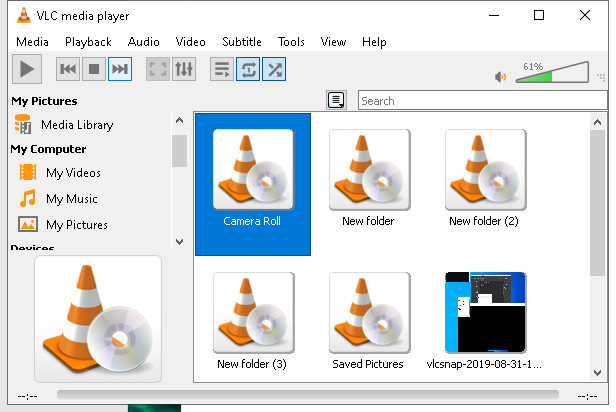 VLC media player
Media Playback Audio Video Subtitle Tools View Help
61%
My Pictures
Search
Media Library
My Computer
My Videos
My Music
My Pictures
Devices
Camera Roll
New folder
New folder (2)
New folder (3)
Saved Pictures
vlcsnap-2019-08-31-1...
--:--
--:--